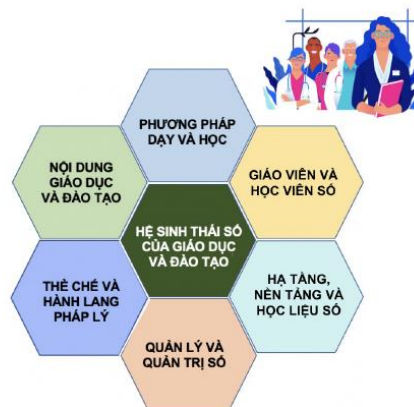 PHƯƠNG PHÁP
DẠY VÀ HỌC
NỘI DUNG
GIÁO DỤC
VÀ ĐÀO TẠO
GIÁO VIÊN VÀ
HỌC VIÊN SỐ
HỆ SINH THÁI SỐ
CỦA GIÁO DỤC
VÀ ĐÀO TẠO
THỂ CHẾ VÀ
HÀNH LANG
PHÁP LÝ
HẠ TẦNG,
NỀN TẢNG VÀ
HỌC LIỆU SỐ
QUẢN LÝ VÀ
QUẢN TRỊ SỐ